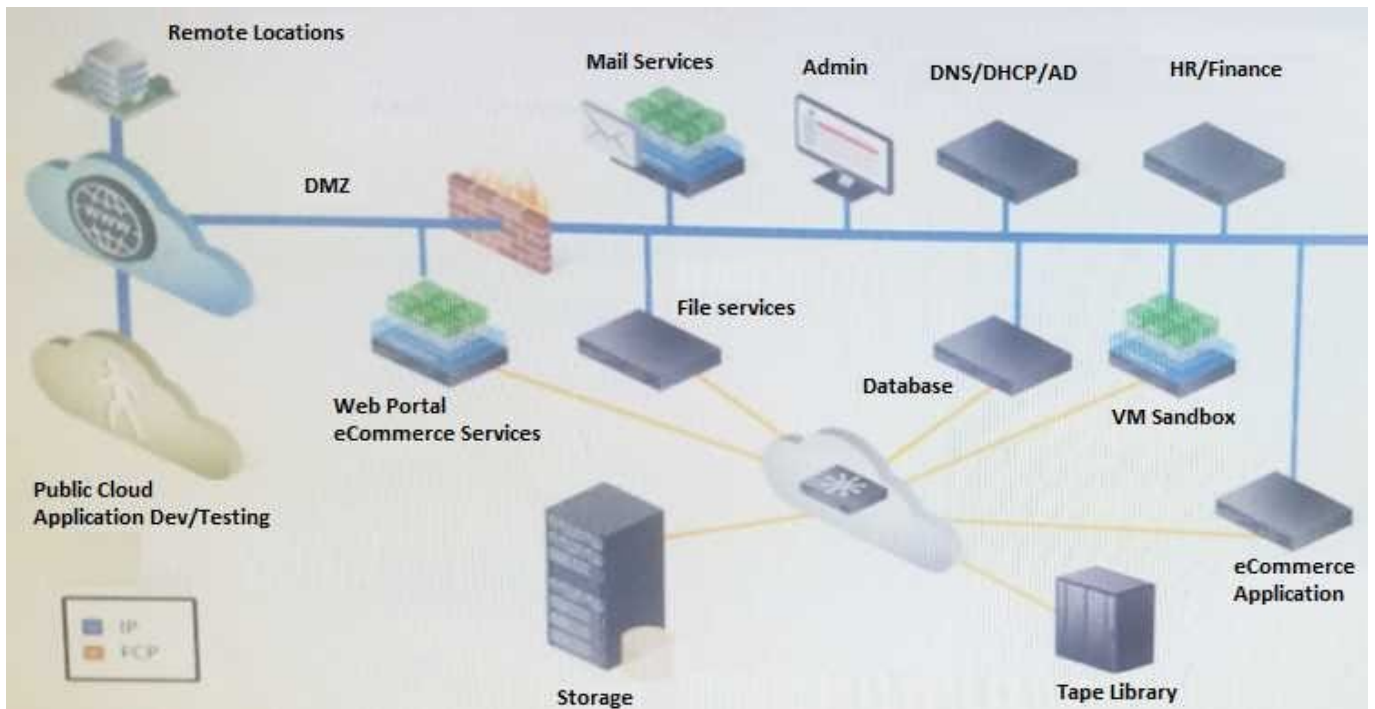 Remote Locations
Mail Services
Admin
DNS/DHCP/AD
HR/Finance
DMZ
File services
Database
VM Sandbox
Web Portal
eCommerce Services
Public Cloud
Application Dev/Testing
eCommerce
Application
Storage
Tape Library
IP
FCP